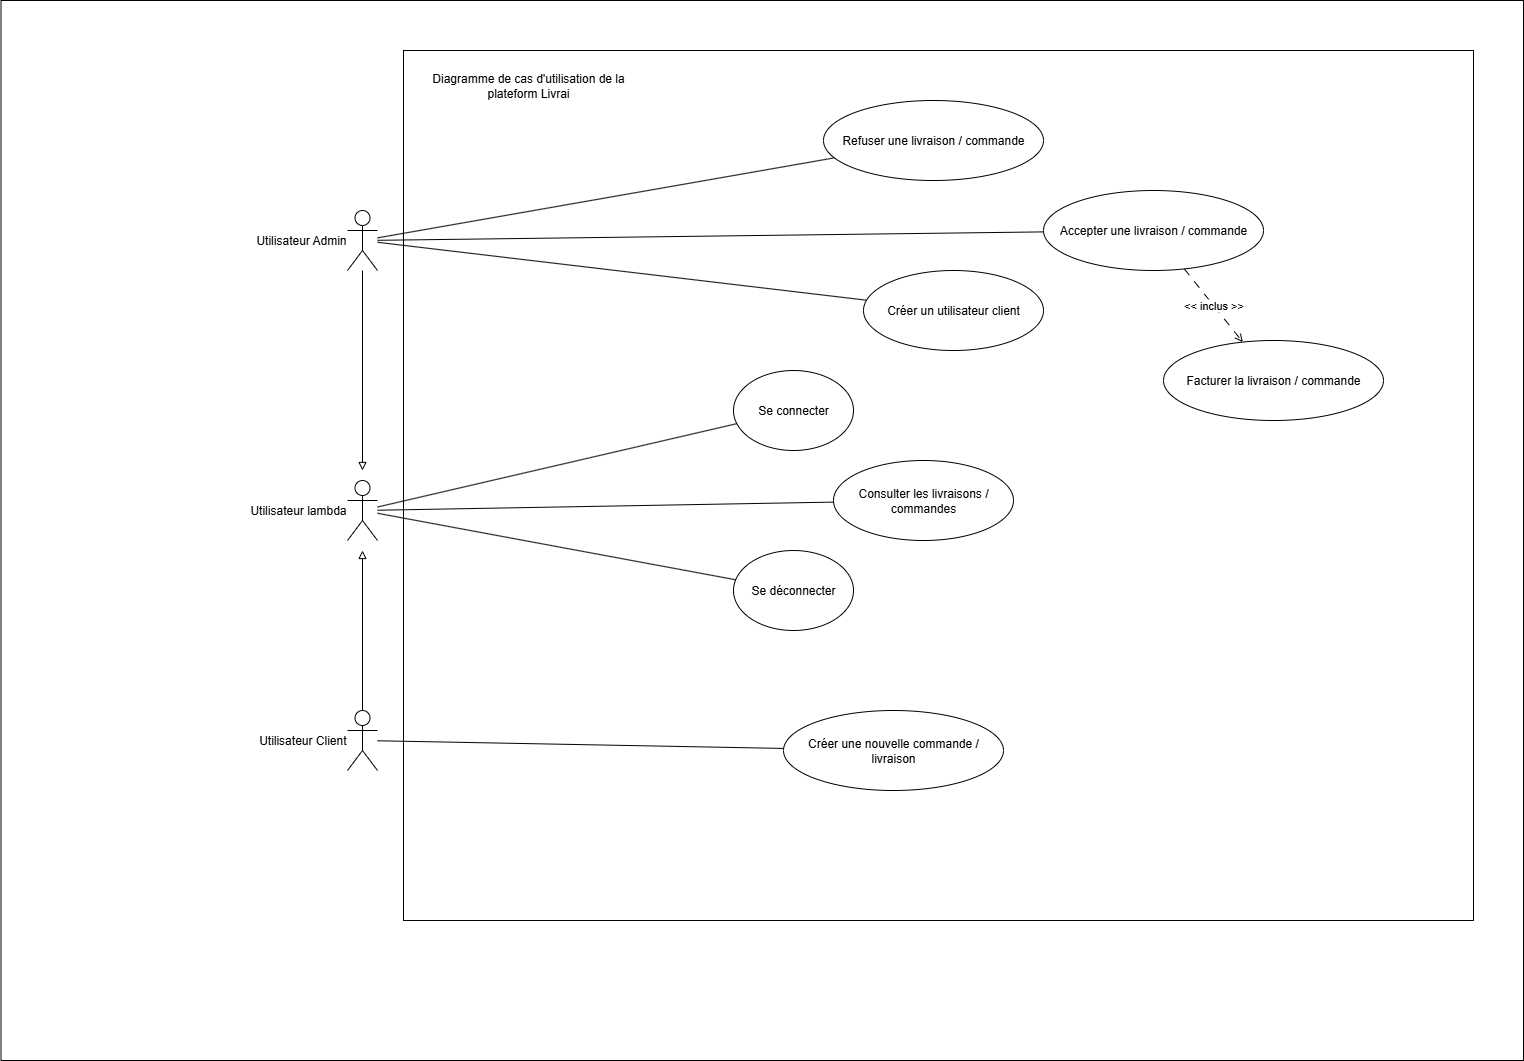 Diagramme de cas d'utilisation de la
plateform Livrai
Refuser une livraison / commande
Utilisateur Admin
Accepter une livraison / commande
Créer un utilisateur client
<< inclus >>
Facturer la livraison / commande
Se connecter
Utilisateur lambda
Consulter les livraisons /
commandes
Se déconnecter
Utilisateur Client
Créer une nouvelle commande /
livraison